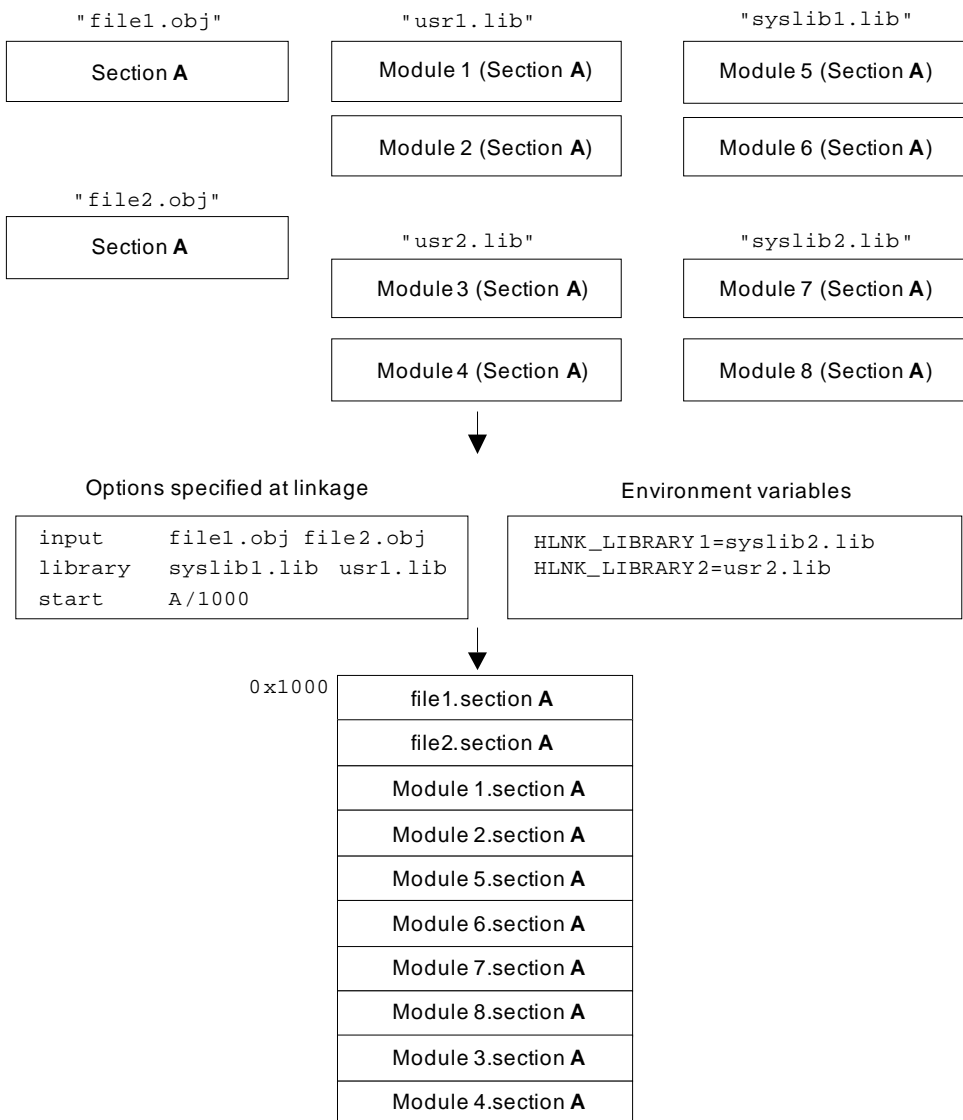 "file1.obj"
Section A
"file2.obj"
Section A
"usr1.lib"
Module 1 (Section A)
Module 2 (Section A)
"usr2.lib"
Module 3 (Section A)
Module 4 (Section A)
"syslib1.lib"
Module 5 (Section A)
Module 6 (Section A)
"syslib2.lib"
Module 7 (Section A)
Module 8 (Section A)
Options specified at linkage
input file1.obj file2.obj
library syslib1.lib usr1.lib
start A/1000
Environment variables
HLNK_LIBRARY1=syslib2.lib
HLNK_LIBRARY2=usr2.lib
0x1000
file1.section A
file2.section A
Module 1.section A
Module 2.section A
Module 5.section A
Module 6.section A
Module 7.section A
Module 8.section A
Module 3.section A
Module 4.section A